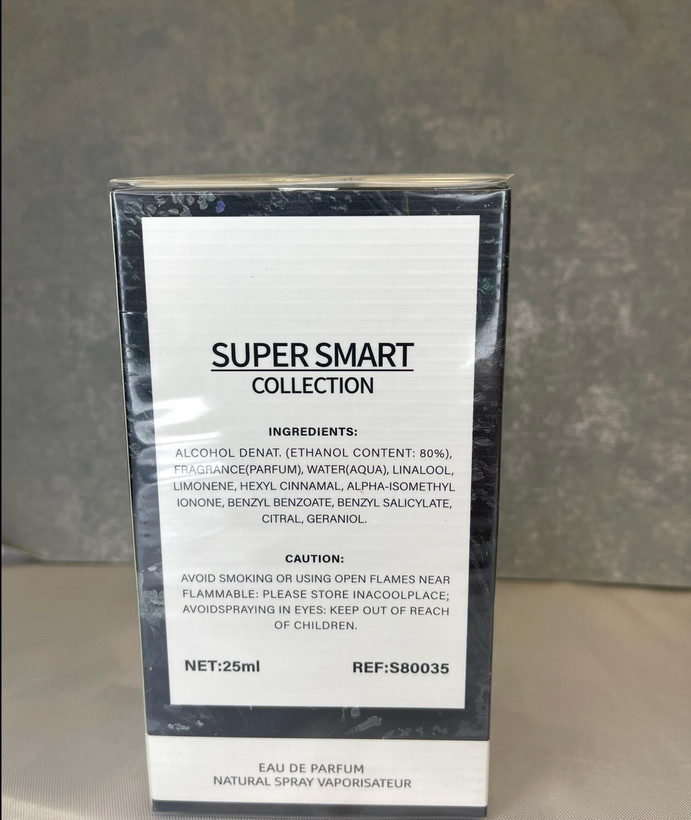 SUPER SMART
COLLECTION
INGREDIENTS:
ALCOHOL DENAT. (ETHANOL CONTENT: 80%),
FRAGRANCE(PARFUM), WATER(AQUA), LINALOOL,
LIMONENE, HEXYL CINNAMAL, ALPHA-ISOMETHYL
IONONE, BENZYL BENZOATE, BENZYL SALICYLATE,
CITRAL, GERANIOL.
CAUTION:
AVOID SMOKING OR USING OPEN FLAMES NEAR
FLAMMABLE: PLEASE STORE INACOOLPLACE;
AVOIDSPRAYING IN EYES: KEEP OUT OF REACH
OF CHILDREN.
NET:25ml REF:S80035
EAU DE PARFUM
NATURAL SPRAY VAPORISATEUR